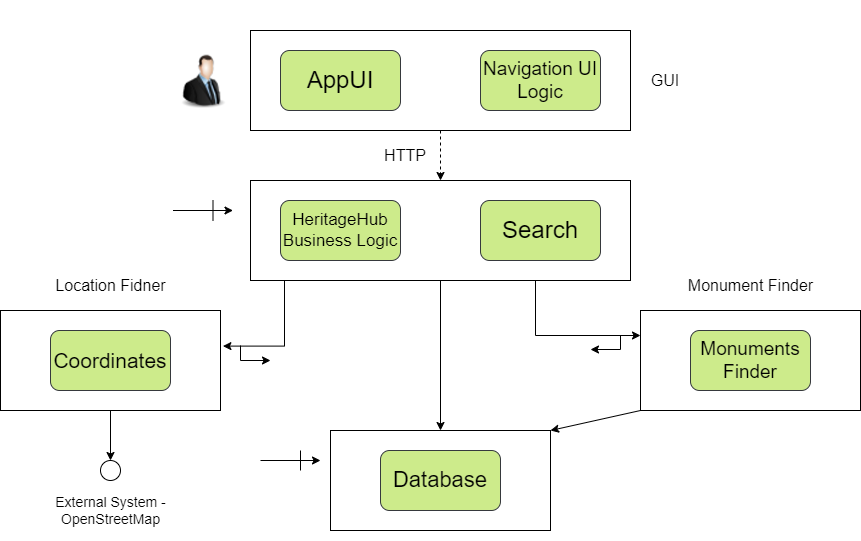 AppUI
Navigation UI
Logic
GUI
HTTP
HeritageHub
Business Logic
Search
Location Fidner
Monument Finder
Coordinates
Monuments
Finder
Database
External System -
OpenStreetMap